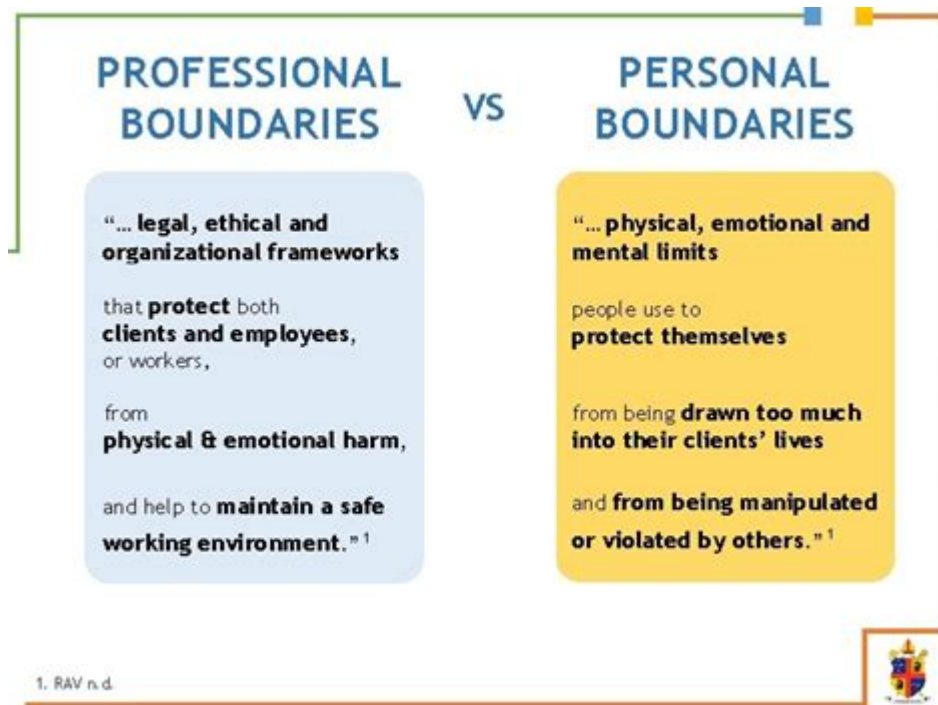 PROFESSIONAL
BOUNDARIES
VS
PERSONAL
BOUNDARIES
“... legal, ethical and
organizational frameworks
that protect both
clients and employees,
or workers,
from
physical & emotional harm,
and help to maintain a safe
working environment.” 1
“... physical, emotional and
mental limits
people use to
protect themselves
from being drawn too much
into their clients’ lives
and from being manipulated
or violated by others.” 1
1. RAV n.d.